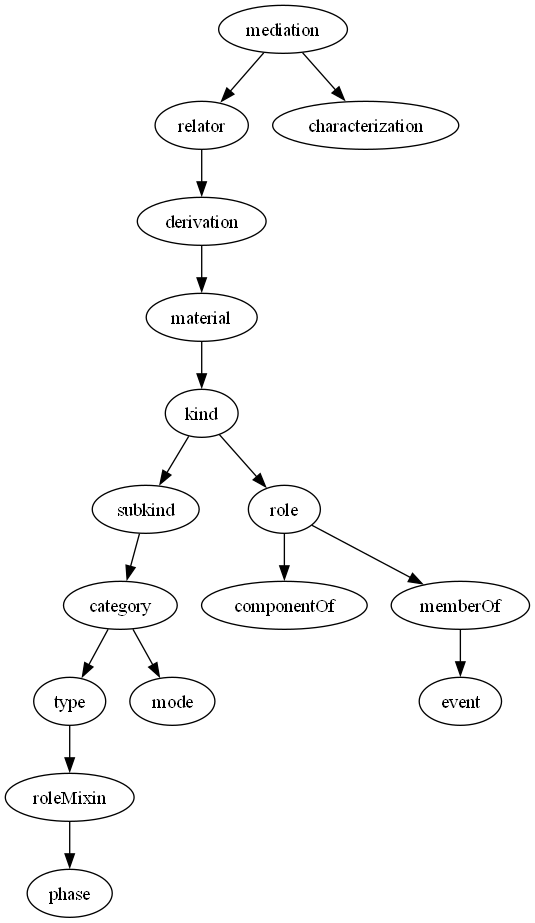 mediation
relator
characterization
derivation
material
kind
subkind
role
category
componentOf
memberOf
type
mode
event
roleMixin
phase